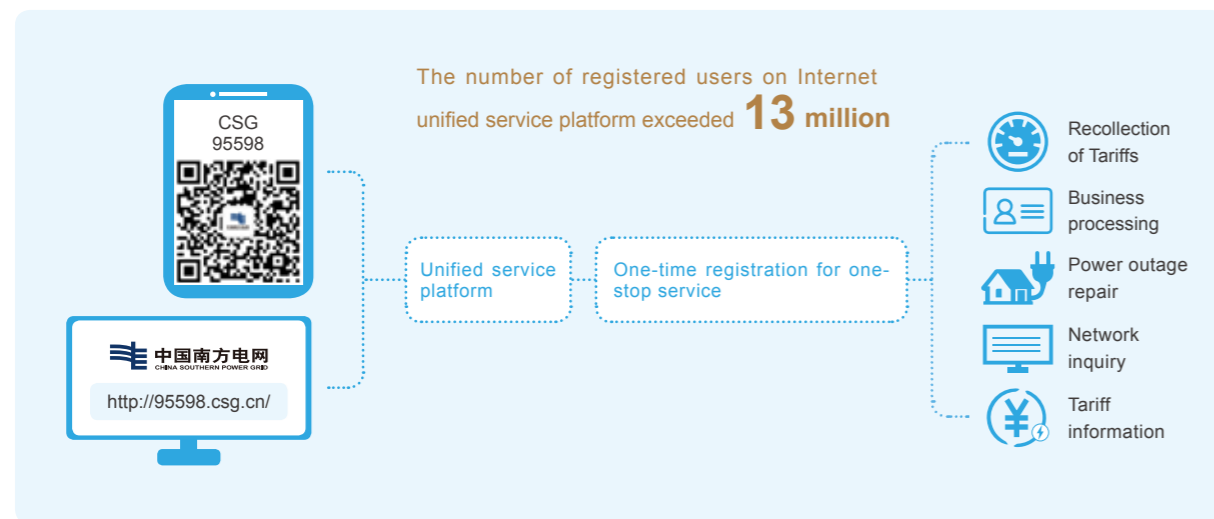 The number of registered users on Internet
unified service platform exceeded 13 million
CSG
95598
中国南方电网
CHINA SOUTHERN POWER GRID
http://95598.csg.cn/
Unified service
platform
One-time registration for one-
stop service
Recollection
of Tariffs
Business
processing
Power outage
repair
Network
inquiry
Tariff
information